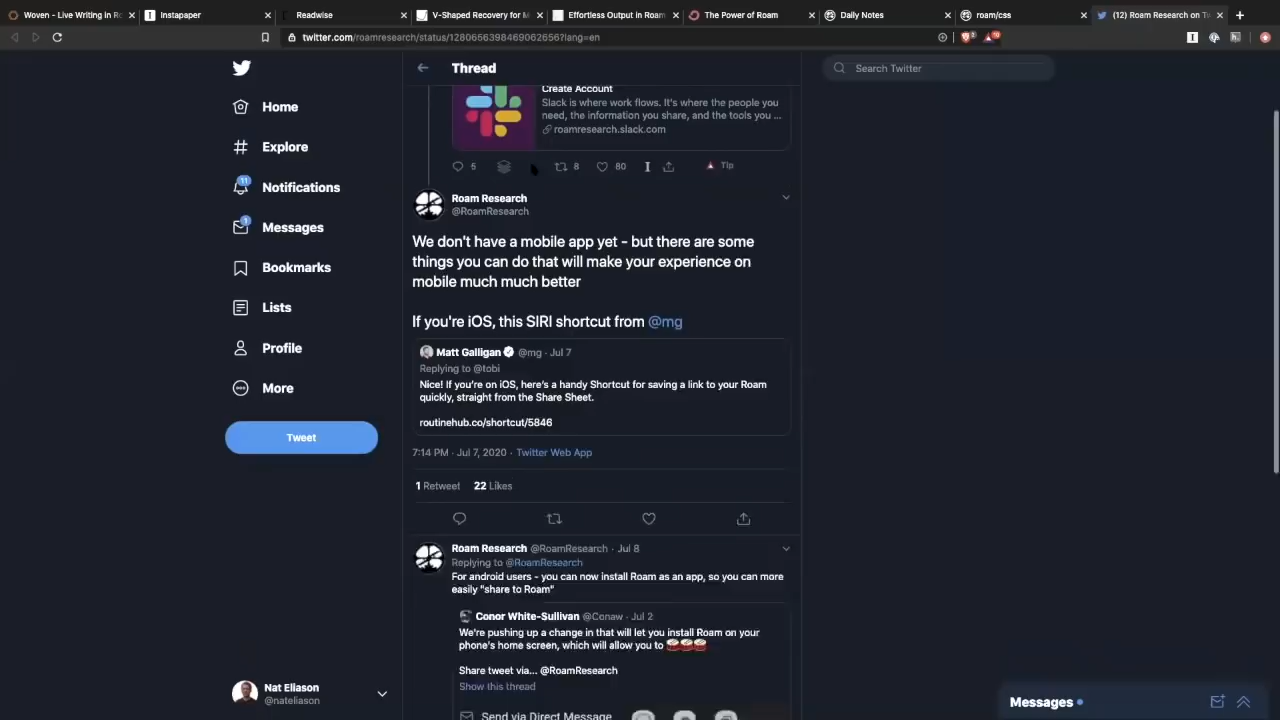 Woven - Live Writing in Ro
Instapaper
Readwise
V-Shaped Recovery for M
Effortless Output in Roam
The Power of Roam
Daily Notes
roam/css
(12) Roam Research on Tw
twitter.com/roamresearch/status/1280656398469062656?lang=en
Thread
Search Twitter
Home
Explore
11
Notifications
1
Messages
Bookmarks
Lists
Profile
More
Tweet
Nat Eliason
@nateliason
Create Account
Slack is where work flows. It's where the people you
need, the information you share, and the tools you ...
roamresearch.slack.com
5
8
80
Tip
Roam Research
@RoamResearch
We don't have a mobile app yet - but there are some
things you can do that will make your experience on
mobile much much better
If you're iOS, this SIRI shortcut from @mg
Matt Galligan @mg · Jul 7
Replying to @tobi
Nice! If you're on iOS, here's a handy Shortcut for saving a link to your Roam
quickly, straight from the Share Sheet.
routinehub.co/shortcut/5846
7:14 PM · Jul 7, 2020 · Twitter Web App
1 Retweet 22 Likes
Roam Research @RoamResearch · Jul 8
Replying to @RoamResearch
For android users - you can now install Roam as an app, so you can more
easily "share to Roam"
Conor White-Sullivan @Conaw · Jul 2
We're pushing up a change in that will let you install Roam on your
phone's home screen, which will allow you to 🥁🥁🥁
Share tweet via... @RoamResearch
Show this thread
Send via Direct Message
Messages